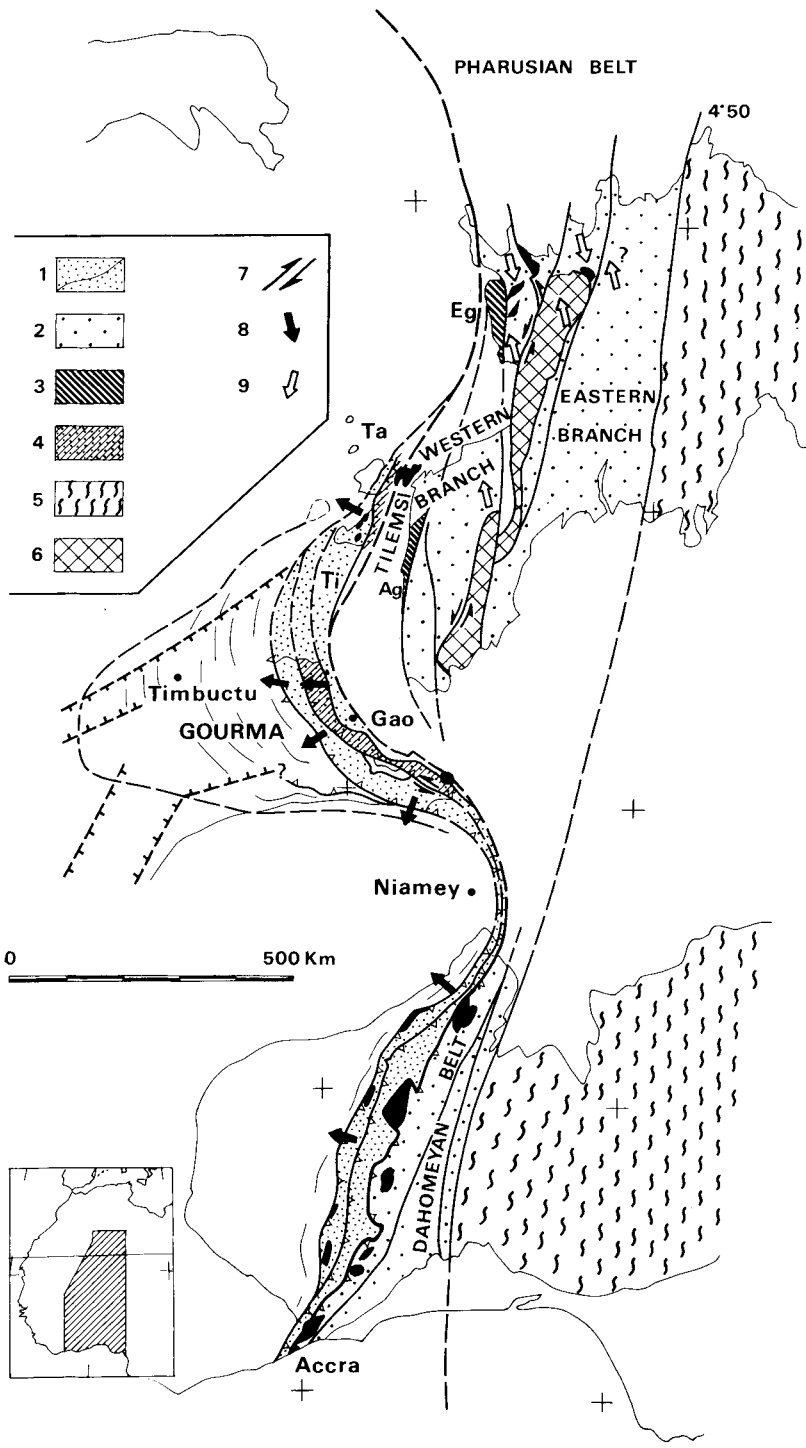 PHARUSIAN BELT
4°50
1
7
2
8
3
9
4
5
6
?
Eg
EASTERN
BRANCH
WESTERN
BRANCH
Ta
TILEMSI
Ti
Ag
Timbuctu
Gao
GOURMA
?
Niamey
0 500 Km
DAHOMEYAN BELT
Accra